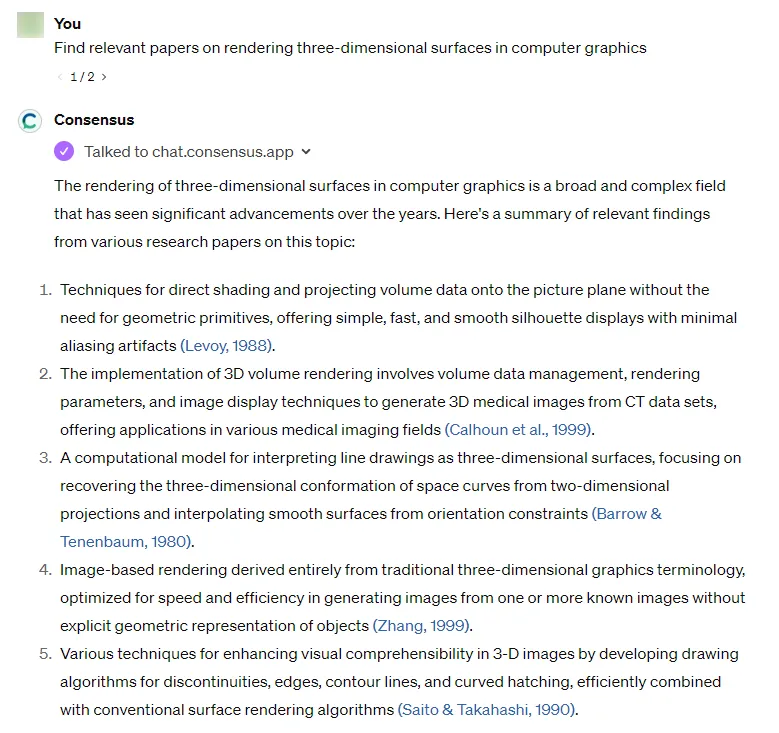 You
Find relevant papers on rendering three-dimensional surfaces in computer graphics
< 1 / 2 >
Consensus
Talked to chat.consensus.app
The rendering of three-dimensional surfaces in computer graphics is a broad and complex field
that has seen significant advancements over the years. Here's a summary of relevant findings
from various research papers on this topic:
1. Techniques for direct shading and projecting volume data onto the picture plane without the
need for geometric primitives, offering simple, fast, and smooth silhouette displays with minimal
aliasing artifacts (Levoy, 1988).
2. The implementation of 3D volume rendering involves volume data management, rendering
parameters, and image display techniques to generate 3D medical images from CT data sets,
offering applications in various medical imaging fields (Calhoun et al., 1999).
3. A computational model for interpreting line drawings as three-dimensional surfaces, focusing on
recovering the three-dimensional conformation of space curves from two-dimensional
projections and interpolating smooth surfaces from orientation constraints (Barrow &
Tenenbaum, 1980).
4. Image-based rendering derived entirely from traditional three-dimensional graphics terminology,
optimized for speed and efficiency in generating images from one or more known images without
explicit geometric representation of objects (Zhang, 1999).
5. Various techniques for enhancing visual comprehensibility in 3-D images by developing drawing
algorithms for discontinuities, edges, contour lines, and curved hatching, efficiently combined
with conventional surface rendering algorithms (Saito & Takahashi, 1990).